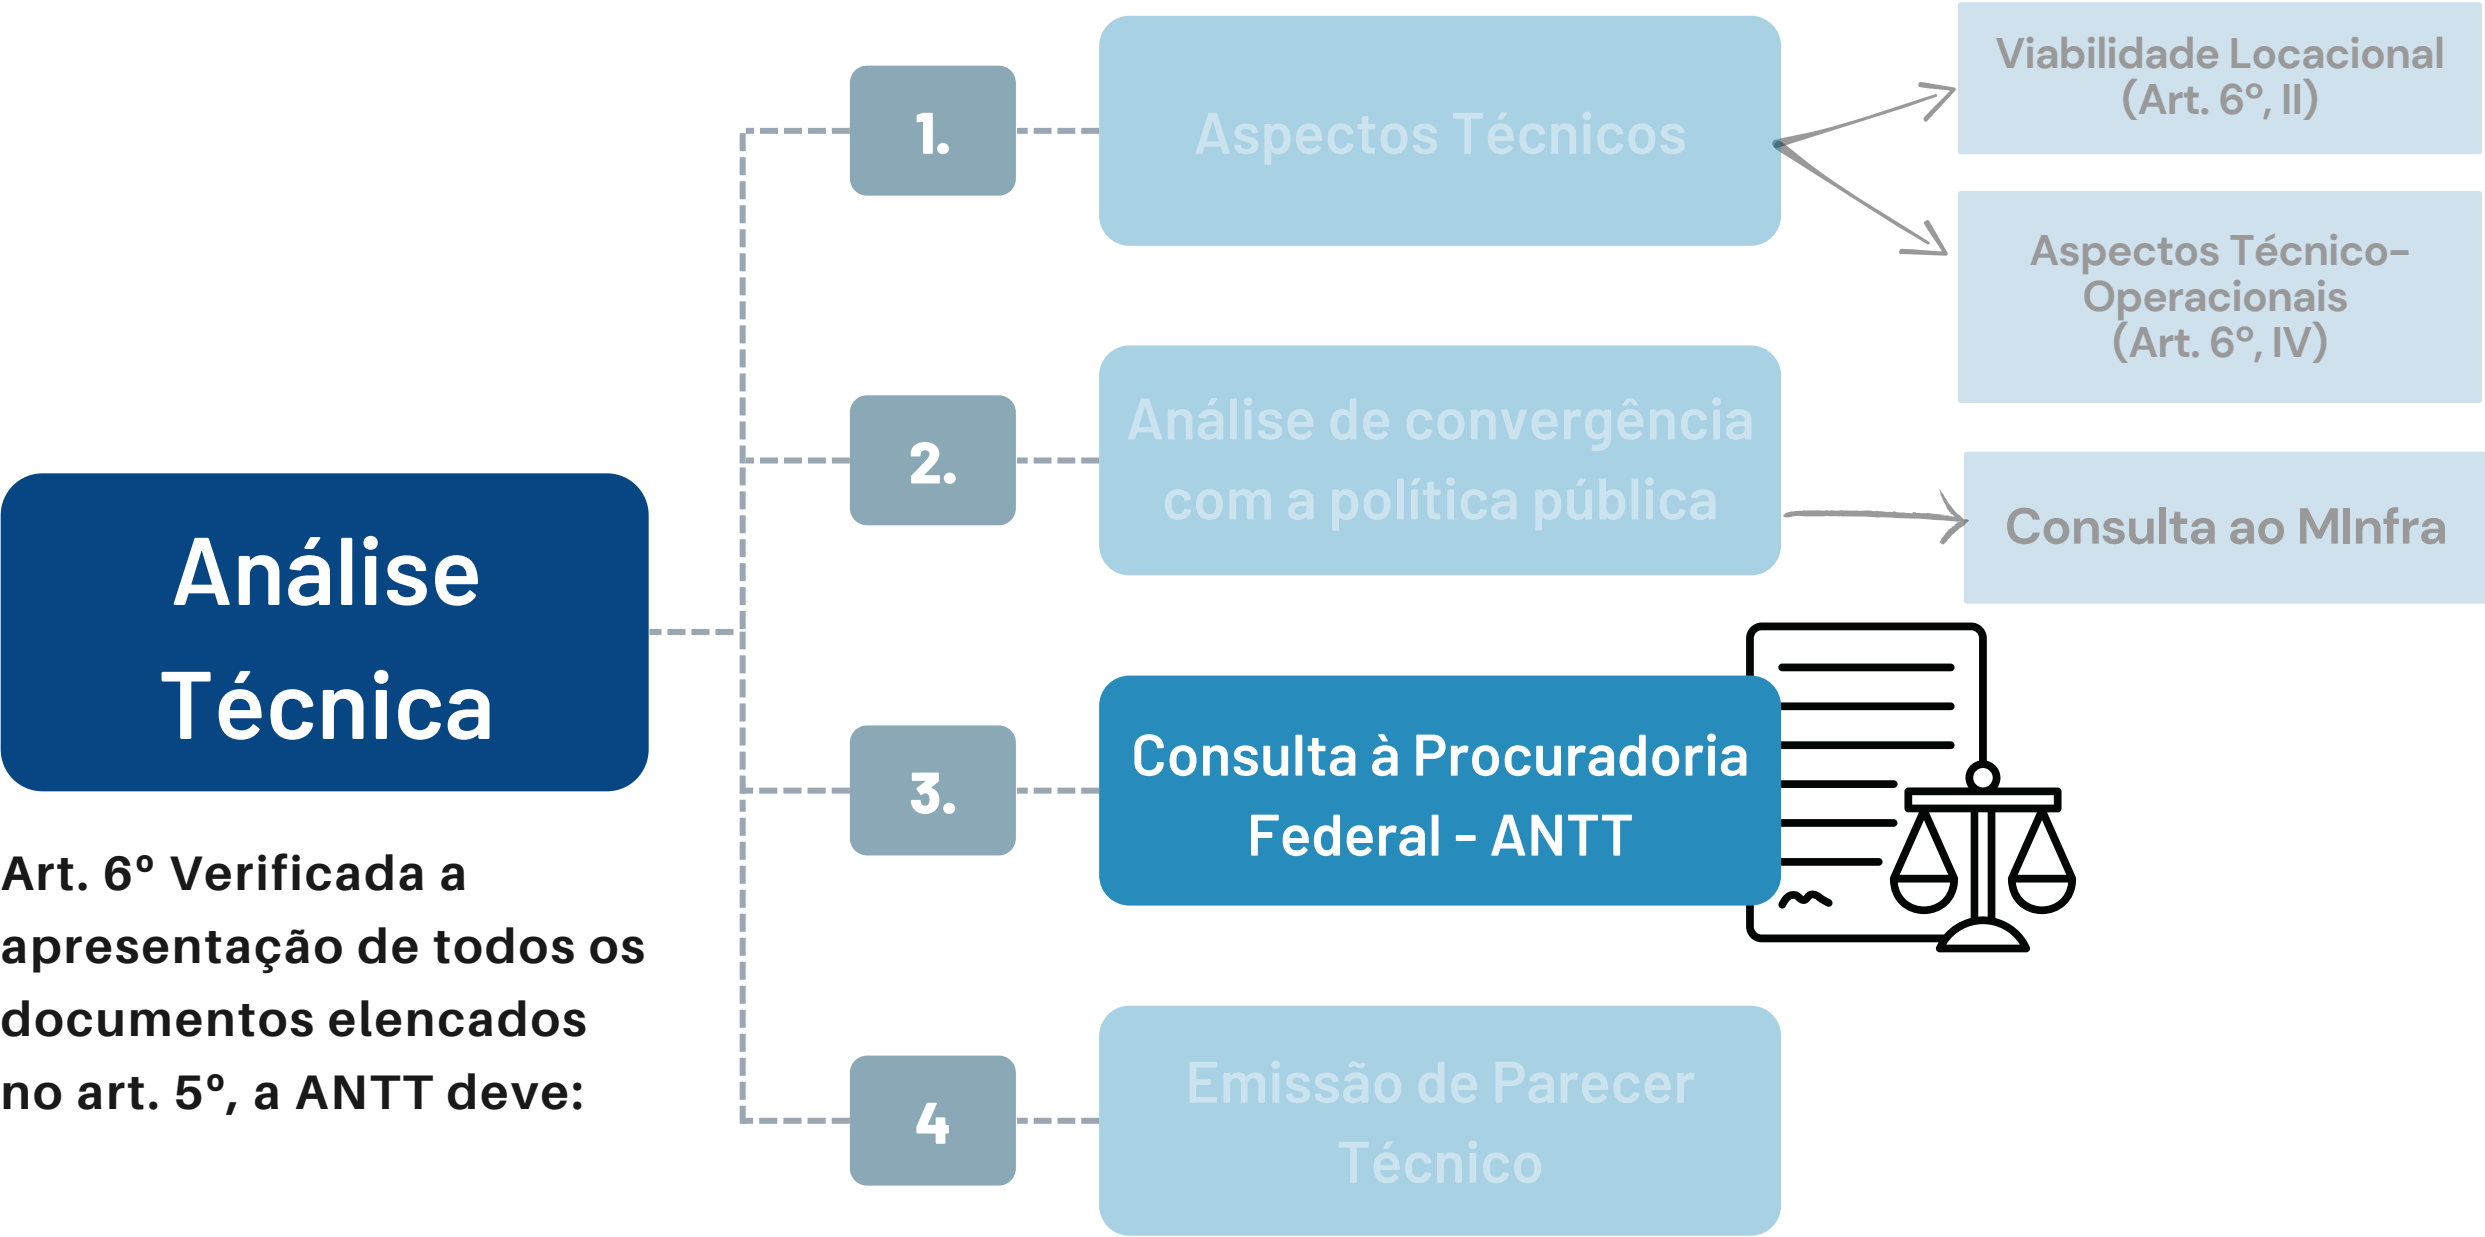 Análise
Técnica
Art. 6º Verificada a
apresentação de todos os
documentos elencados
no art. 5º, a ANTT deve:
1.
Aspectos Técnicos
Viabilidade Locacional
(Art. 6º, II)
Aspectos Técnico-
Operacionais
(Art. 6º, IV)
2.
Análise de convergência
com a política pública
Consulta ao MInfra
3.
Consulta à Procuradoria
Federal - ANTT
4
Emissão de Parecer
Técnico